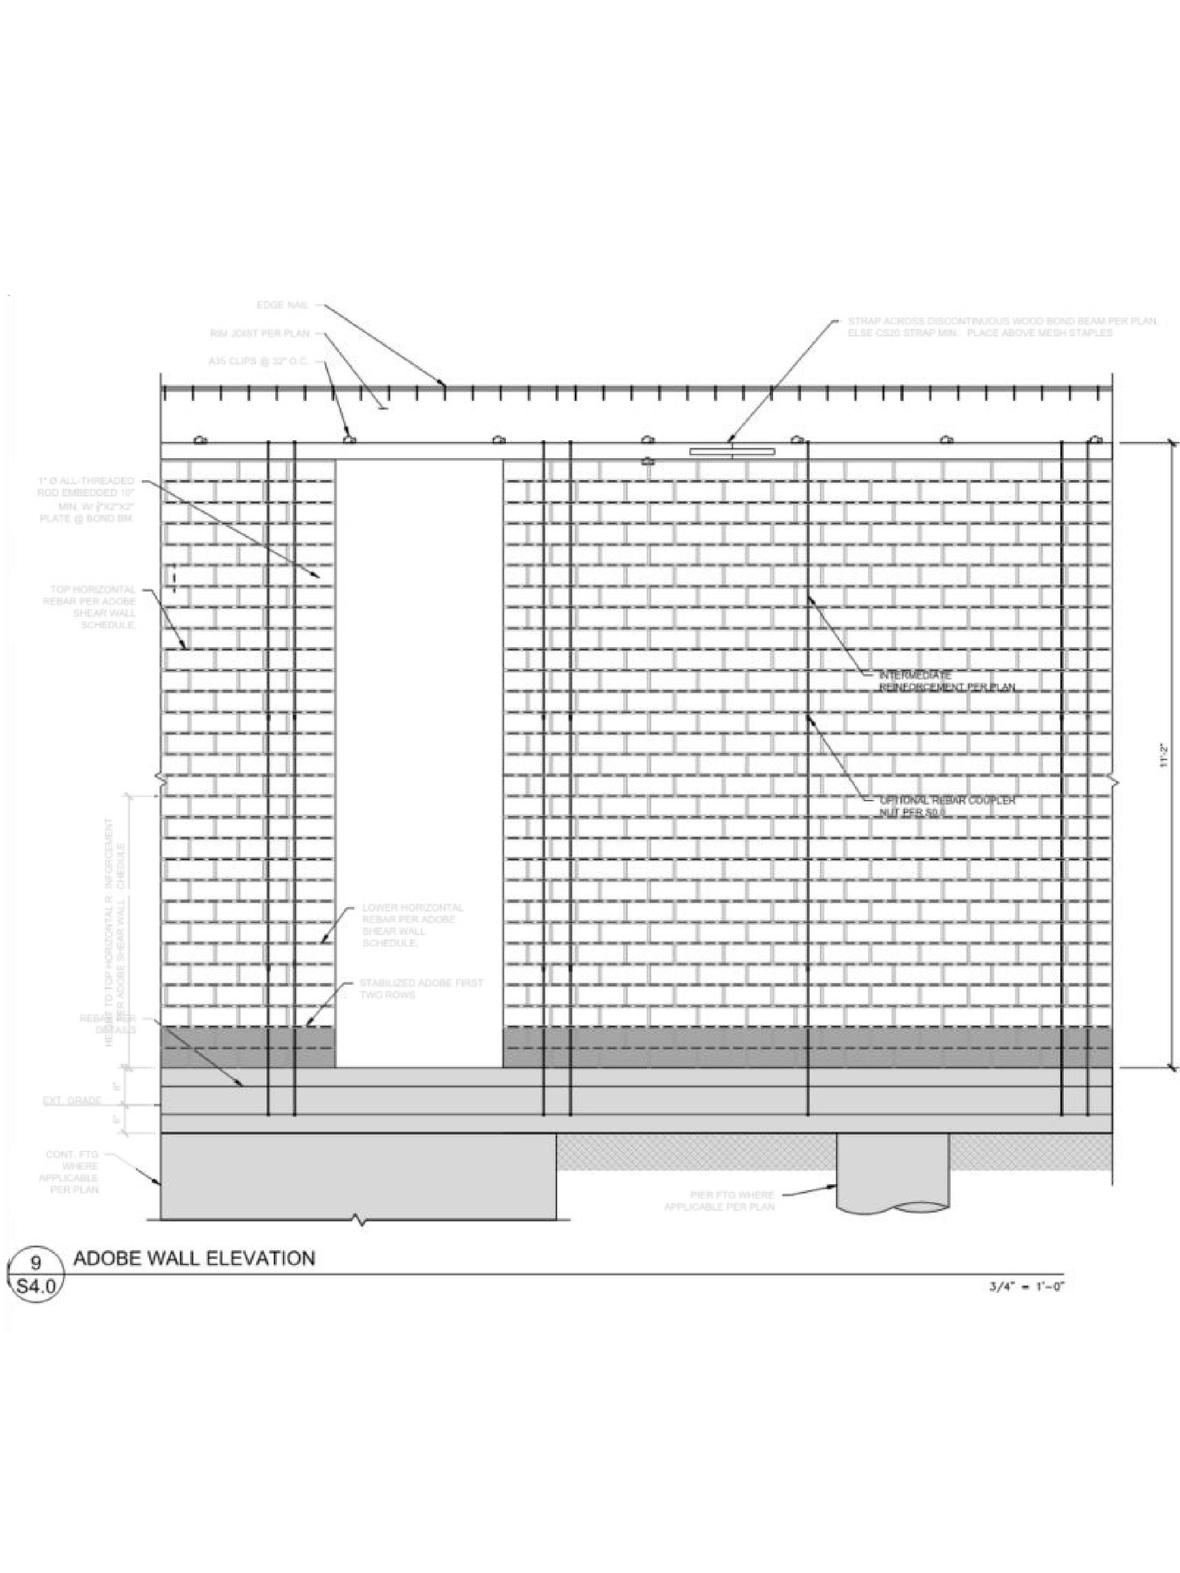 EDGE NAIL
RIM JOIST PER PLAN
A35 CLIPS @ 32" O.C.
STRAP ACROSS DISCONTINUOUS WOOD BOND BEAM PER PLAN,
ELSE CS20 STRAP MIN.. PLACE ABOVE MESH STAPLES
1" Ø ALL-THREADED
ROD EMBEDDED 10"
MIN. W/ "X2"X2"
PLATE @ BOND BM.
TOP HORIZONTAL
REBAR PER ADOBE
SHEAR WALL
SCHEDULE,
INTERMEDIATE
REINFORCEMENT PER PLAN
11'-2"
OPTIONAL REBAR COUPLER
NUT PER S0.0
HEIGHT TO TOP HORIZONTAL R INFORCEMENT
PER ADOBE SHEAR WALL CHEDULE
LOWER HORIZONTAL
REBAR PER ADOBE
SHEAR WALL
SCHEDULE,
STABILIZED ADOBE FIRST
TWO ROWS
REBAR PER
DETAILS
8"
EXT. GRADE
6"
CONT. FTG
WHERE
APPLICABLE
PER PLAN
PIER FTG WHERE
APPLICABLE PER PLAN
9
S4.0
ADOBE WALL ELEVATION
3/4" = 1'-0"